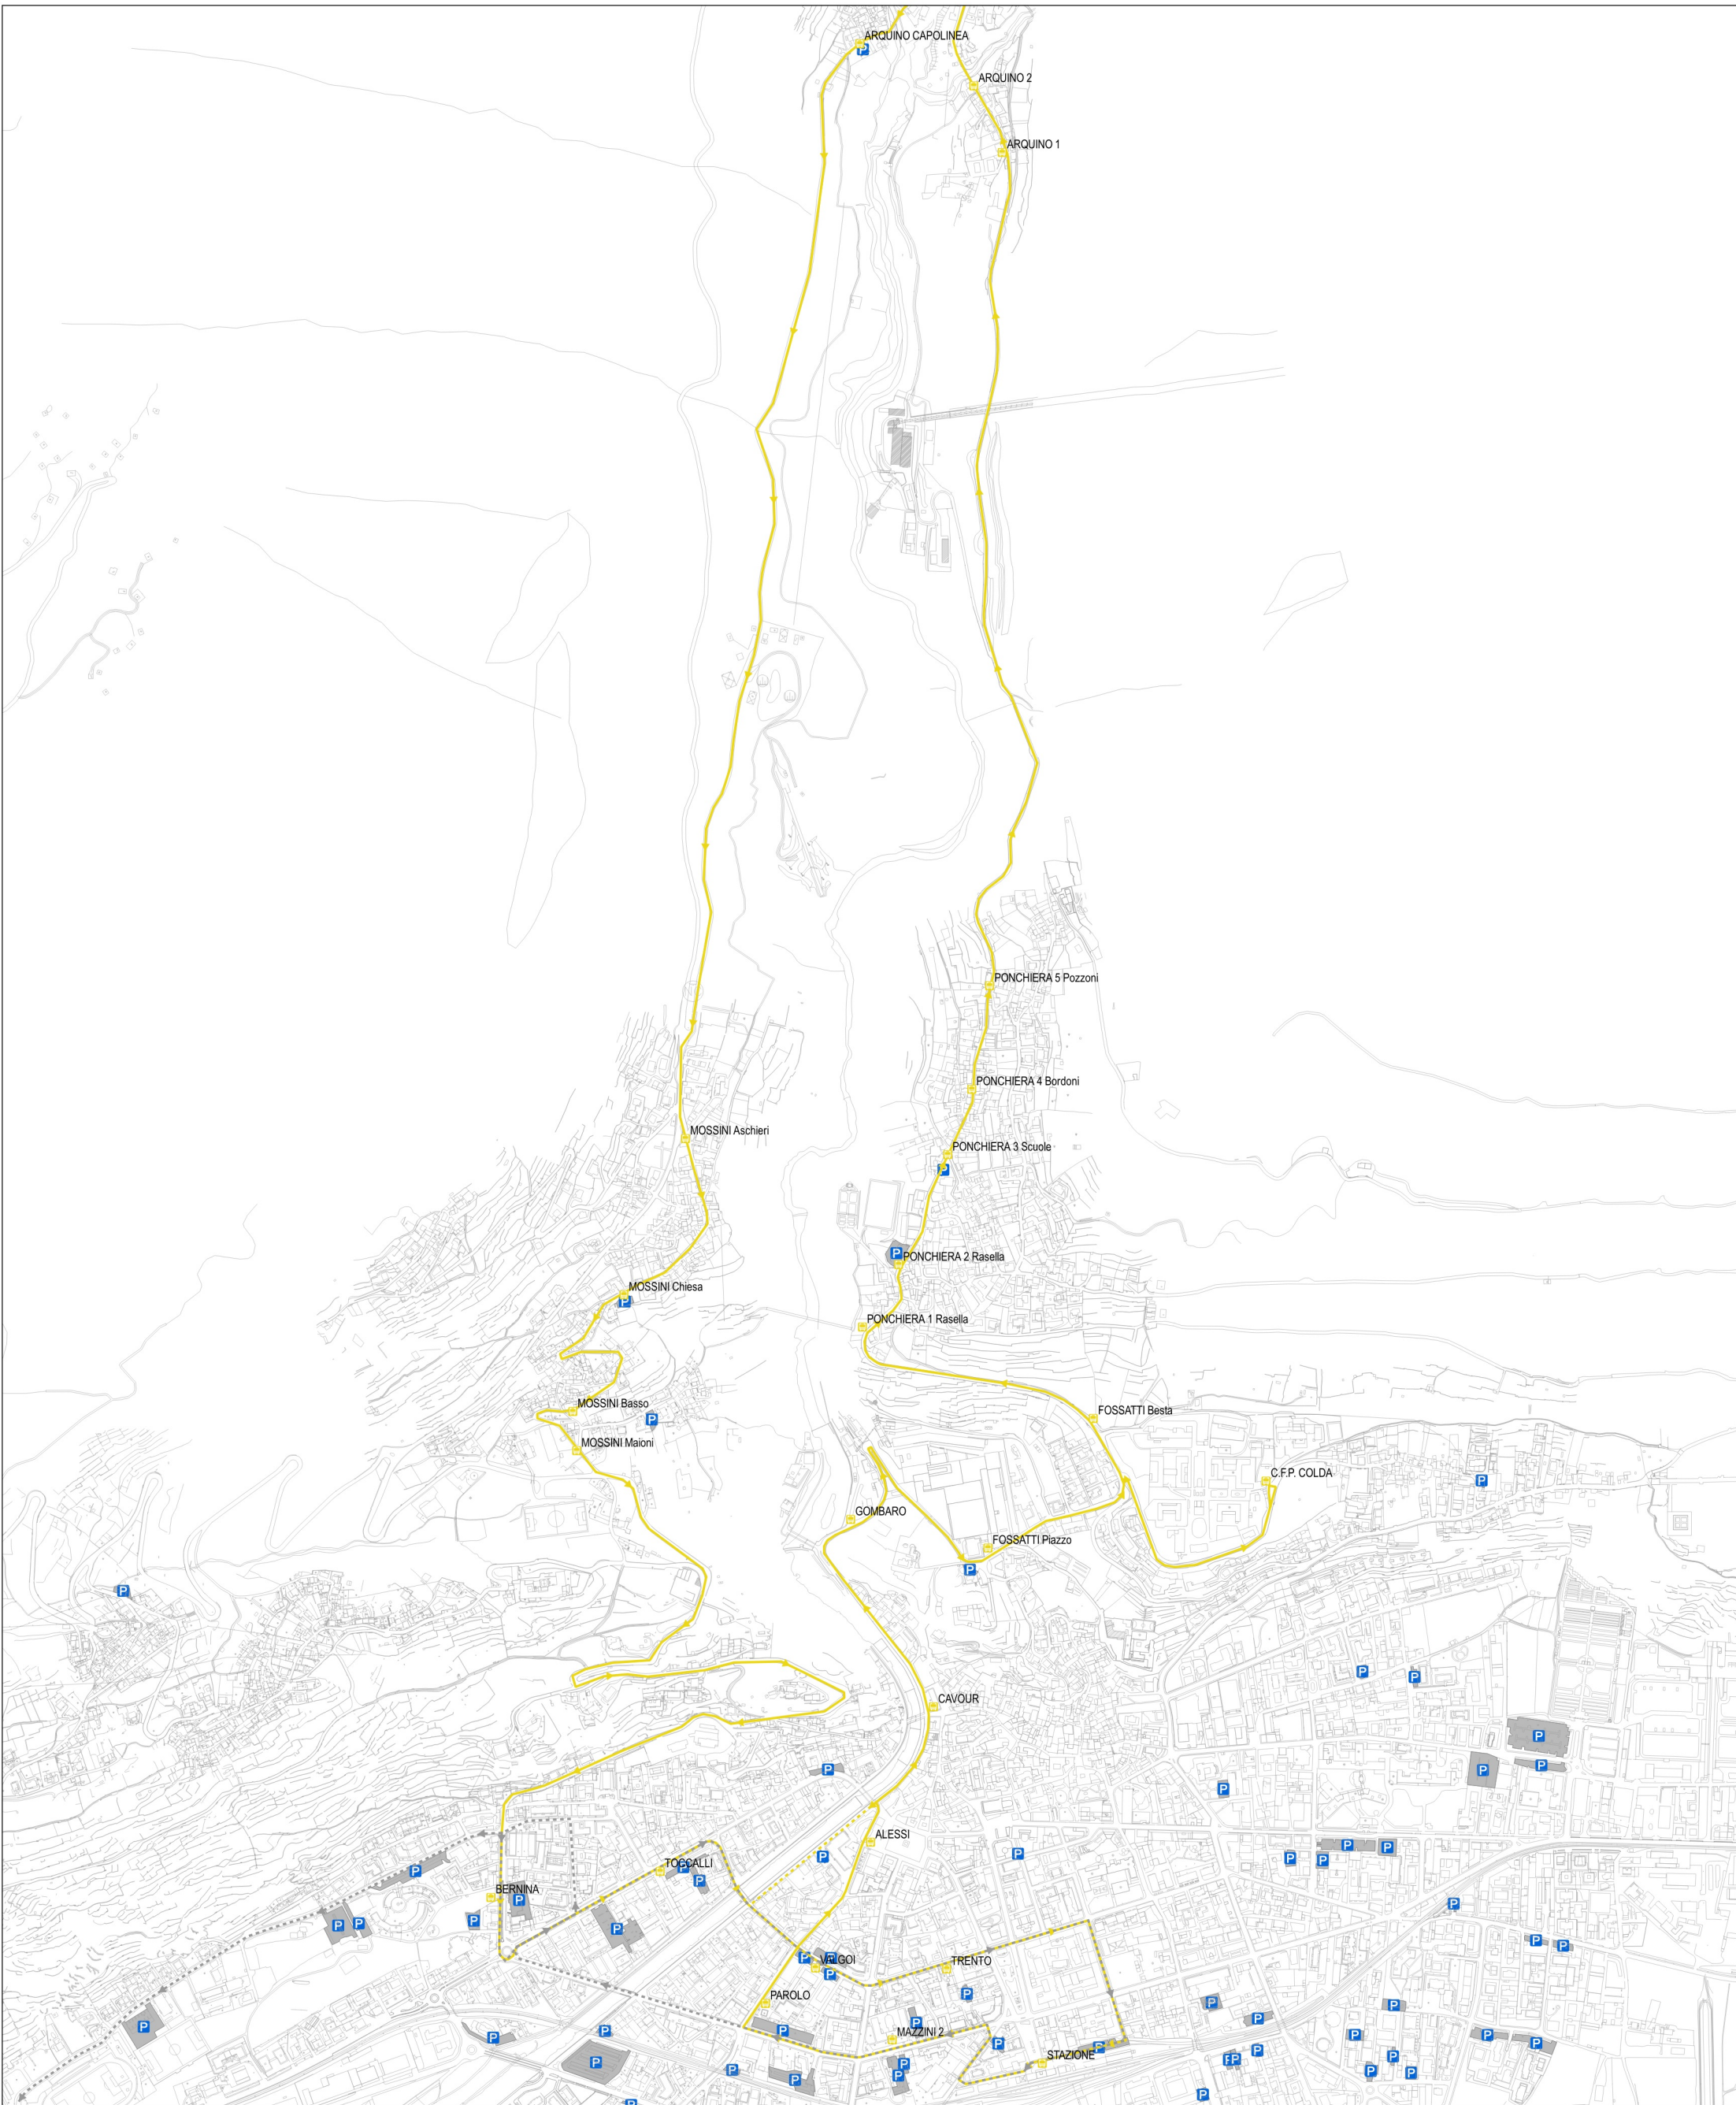 ARQUINO CAPOLINEA
P
ARQUINO 2
ARQUINO 1
PONCHIERA 5 Pozzoni
PONCHIERA 4 Bordoni
MOSSINI Aschieri
PONCHIERA 3 Scuole
P
P
PONCHIERA 2 Rasella
MOSSINI Chiesa
P
PONCHIERA 1 Rasella
MOSSINI Basso
P
FOSSATTI Besta
MOSSINI Maioni
C.F.P. COLDA
P
GOMBARO
FOSSATTI Piazzo
P
P
P
P
CAVOUR
P
P
P
P
P
ALESSI
P
P
P
P
P
P
TOCCALLI
P
P
P
BERNINA
P
P
P
P
P
P
P
P
P
P
P
VALGOI
P
TRENTO
P
PAROLO
P
P
P
P
P
P
P
MAZZINI 2
P
P
P
P
P
P
P
STAZIONE
P
P
P
P
P
P
P
P
P
P
P
P
P
P